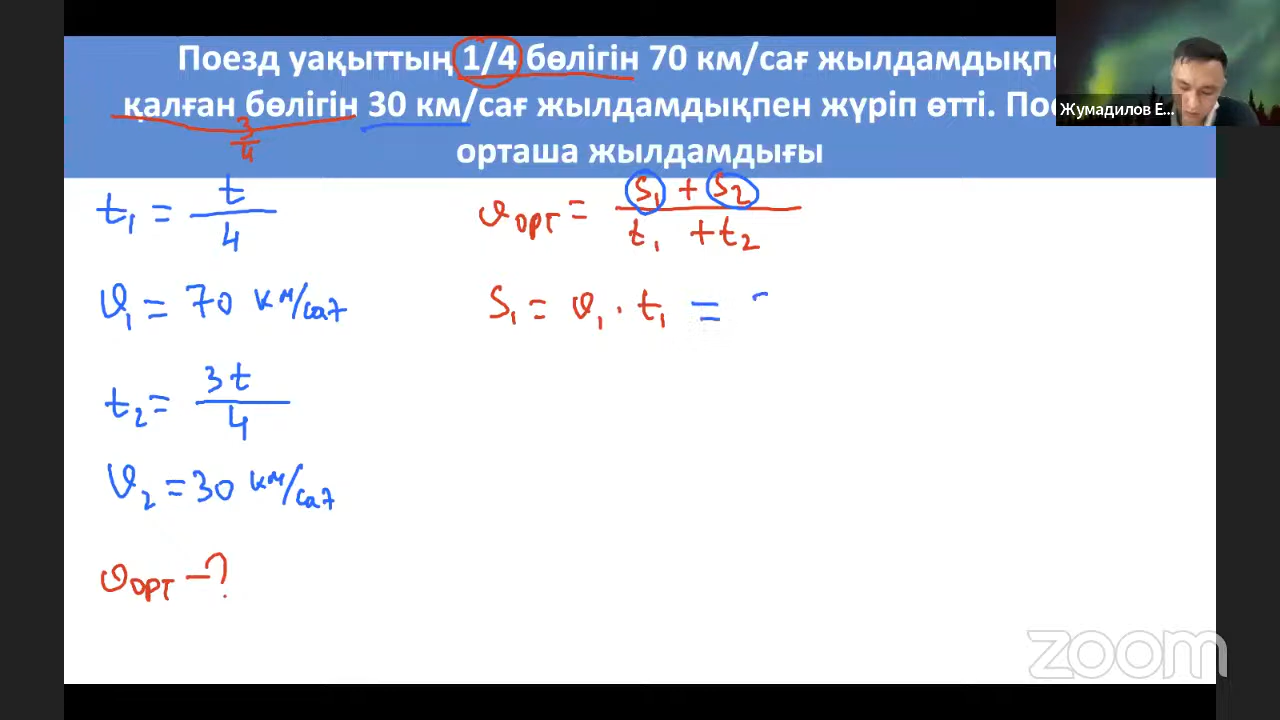 Поезд уақыттың 1/4 бөлігін 70 км/сағ
қалған бөлігін 30 км/сағ жылдамдықпен жүріп өтті.
орташа жылдамдығы
3/4
Жумадилов Е...
t₁ = t/4
υ₁ = 70 км/сағ
t₂ = 3t/4
υ₂ = 30 км/сағ
υорт – ?
υорт = (S₁ + S₂)/(t₁ + t₂)
S₁ = υ₁ · t₁ =
zoom